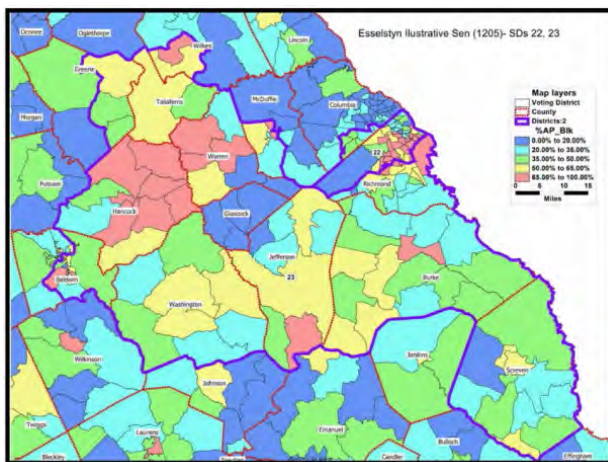 Esselstyn Ilustrative Sen (1205)- SDs 22, 23
Map layers
Voting District
County
Districts:2
%AP_Blk
0.00% to 20.00%
20.00% to 35.00%
35.00% to 50.00%
50.00% to 65.00%
65.00% to 100.00%
0 5 10 15
Miles
Oconee
Oglethorpe
Wilkes
Lincoln
Greene
Taliaferro
McDuffie
Columbia
Morgan
Warren
22
Richmond
Putnam
Hancock
Glascock
Jefferson
23
Burke
Baldwin
Washington
Wilkinson
Jenkins
Screven
Johnson
Twiggs
Laurens
Emanuel
Bulloch
Bleckley
Candler
Effingham